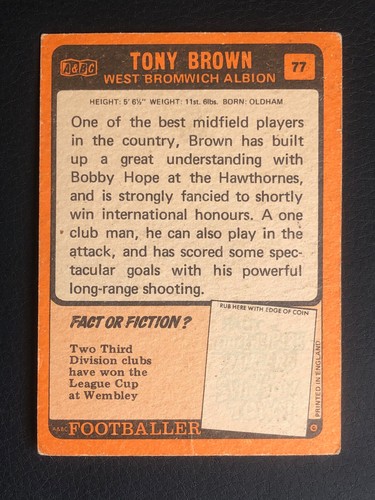 A&BC
TONY BROWN
77
WEST BROMWICH ALBION
HEIGHT: 5' 6½" WEIGHT: 11st. 6lbs. BORN: OLDHAM
One of the best midfield players
in the country, Brown has built
up a great understanding with
Bobby Hope at the Hawthornes,
and is strongly fancied to shortly
win international honours. A one
club man, he can also play in the
attack, and has scored some spec-
tacular goals with his powerful
long-range shooting.
FACT OR FICTION?
Two Third
Division clubs
have won the
League Cup
at Wembley
RUB HERE WITH EDGE OF COIN
PRINTED IN ENGLAND
A&BC FOOTBALLER